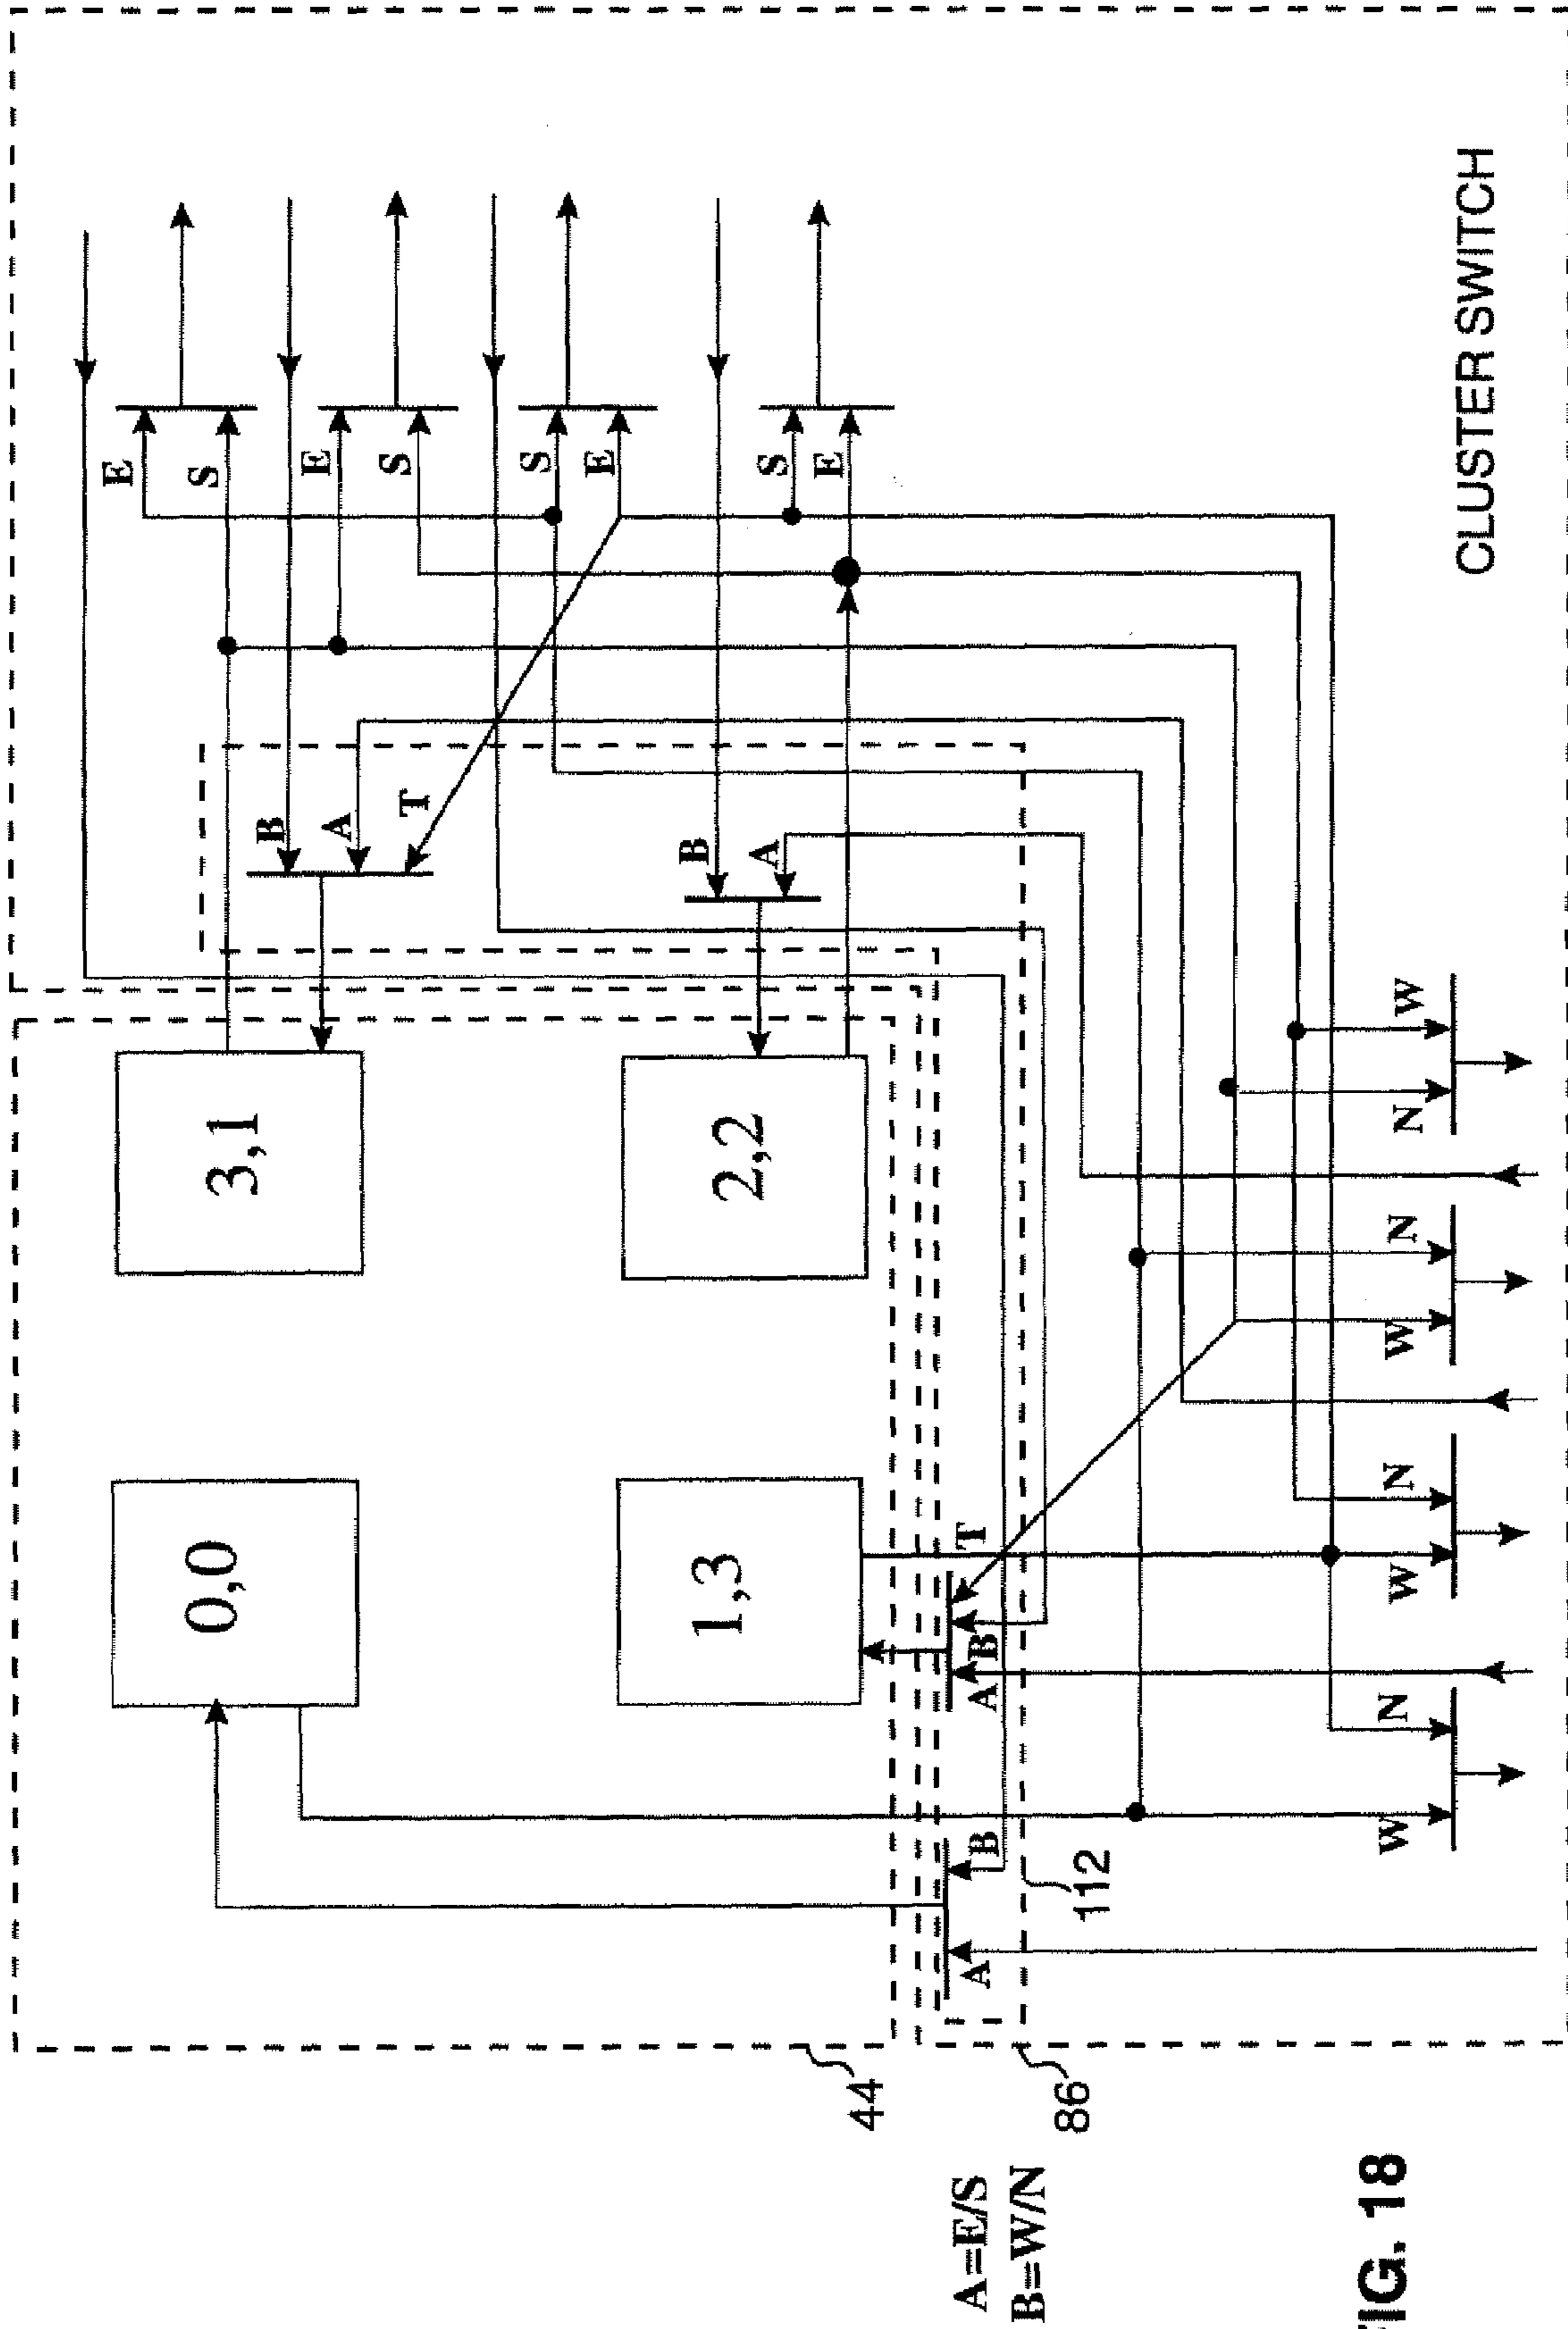 E
S
0,0 3,1
B
E
A
S
T
S
E
B
1,3 2,2
A
S
E
44
A=E/S
A B A B T
B=W/N
86
112
W N W N W N N W
FIG. 18
CLUSTER SWITCH